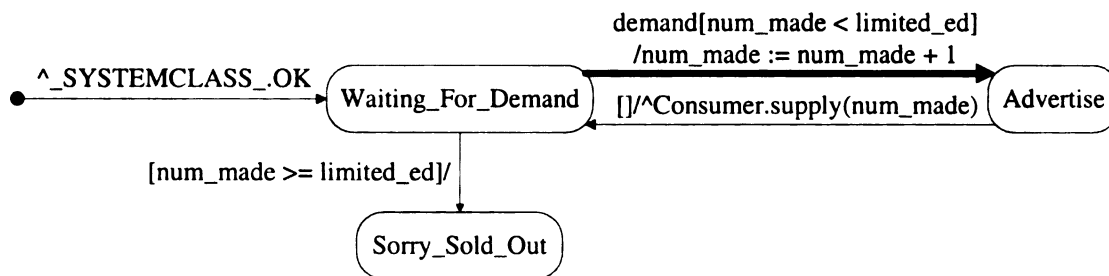 demand[num_made < limited_ed]
/num_made := num_made + 1
^_SYSTEMCLASS_.OK
Waiting_For_Demand
Advertise
[]/^Consumer.supply(num_made)
[num_made >= limited_ed]/
Sorry_Sold_Out